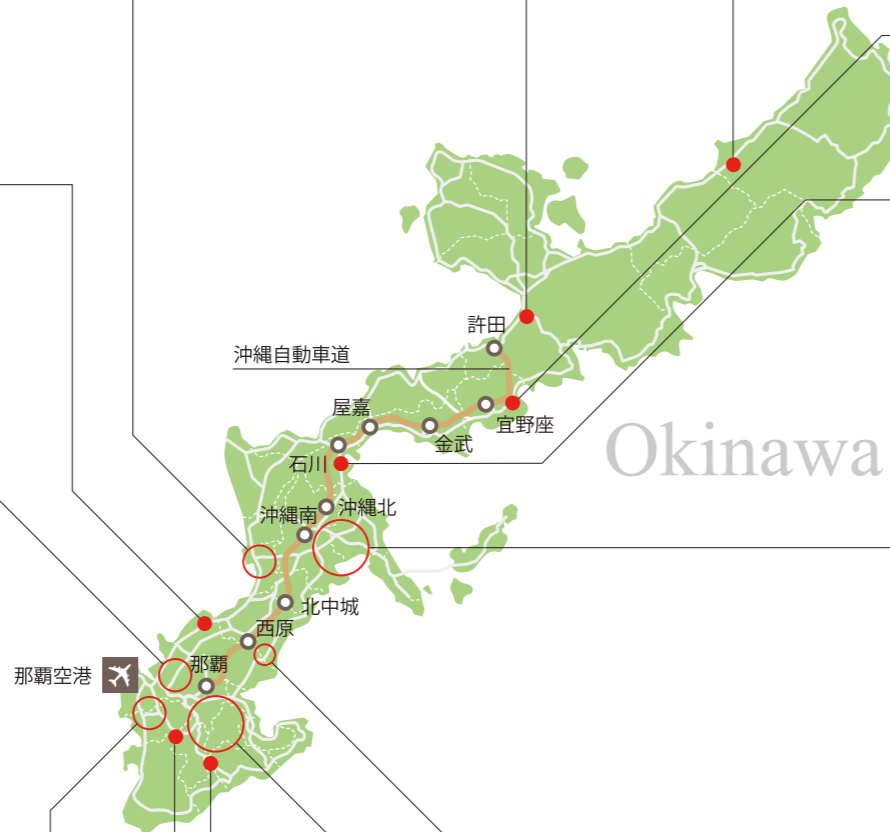 許田
沖縄自動車道
屋嘉
宜野座
金武
Okinawa
石川
沖縄北
沖縄南
北中城
西原
那覇
那覇空港